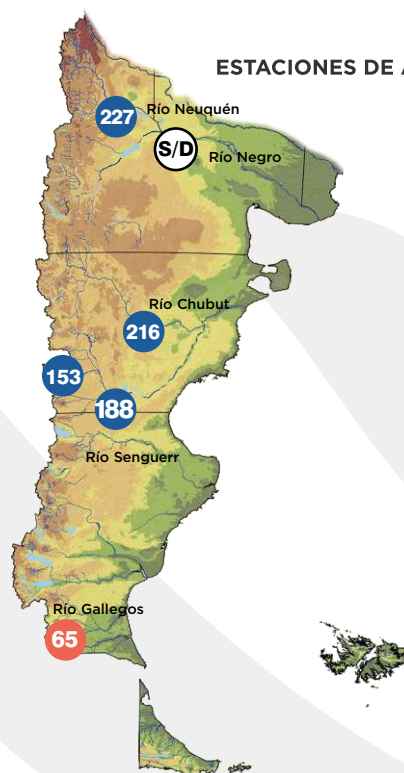 ESTACIONES DE
227
Río Neuquén
S/D
Río Negro
Río Chubut
216
153
188
Río Senguerr
Río Gallegos
65